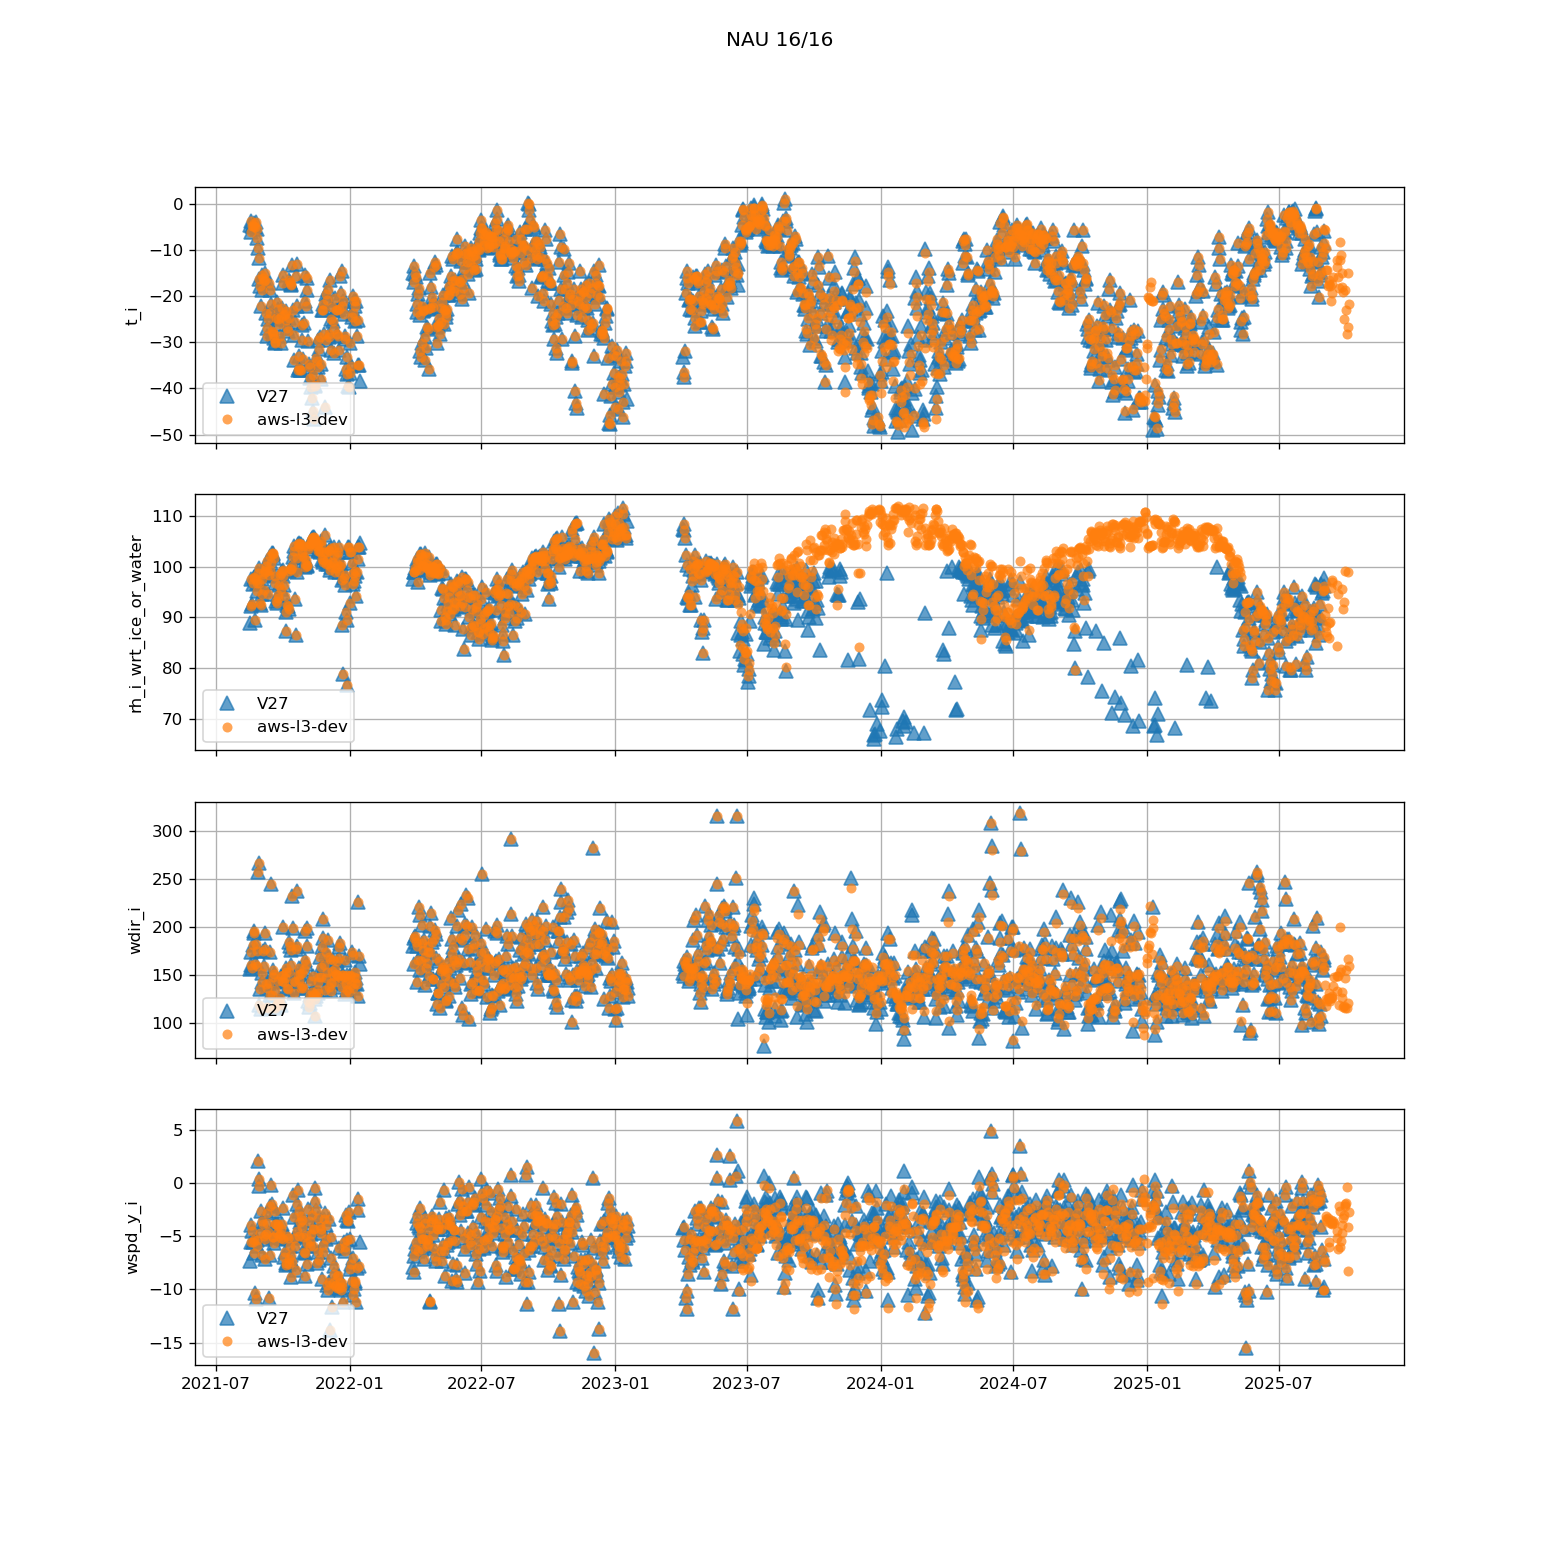 NAU 16/16
0
−10
−20
−30
−40
−50
t_i
V27
aws-l3-dev
110
100
90
80
70
rh_i_wrt_ice_or_water
V27
aws-l3-dev
300
250
200
150
100
wdir_i
V27
aws-l3-dev
5
0
−5
−10
−15
wspd_y_i
V27
aws-l3-dev
2021-07 2022-01 2022-07 2023-01 2023-07 2024-01 2024-07 2025-01 2025-07